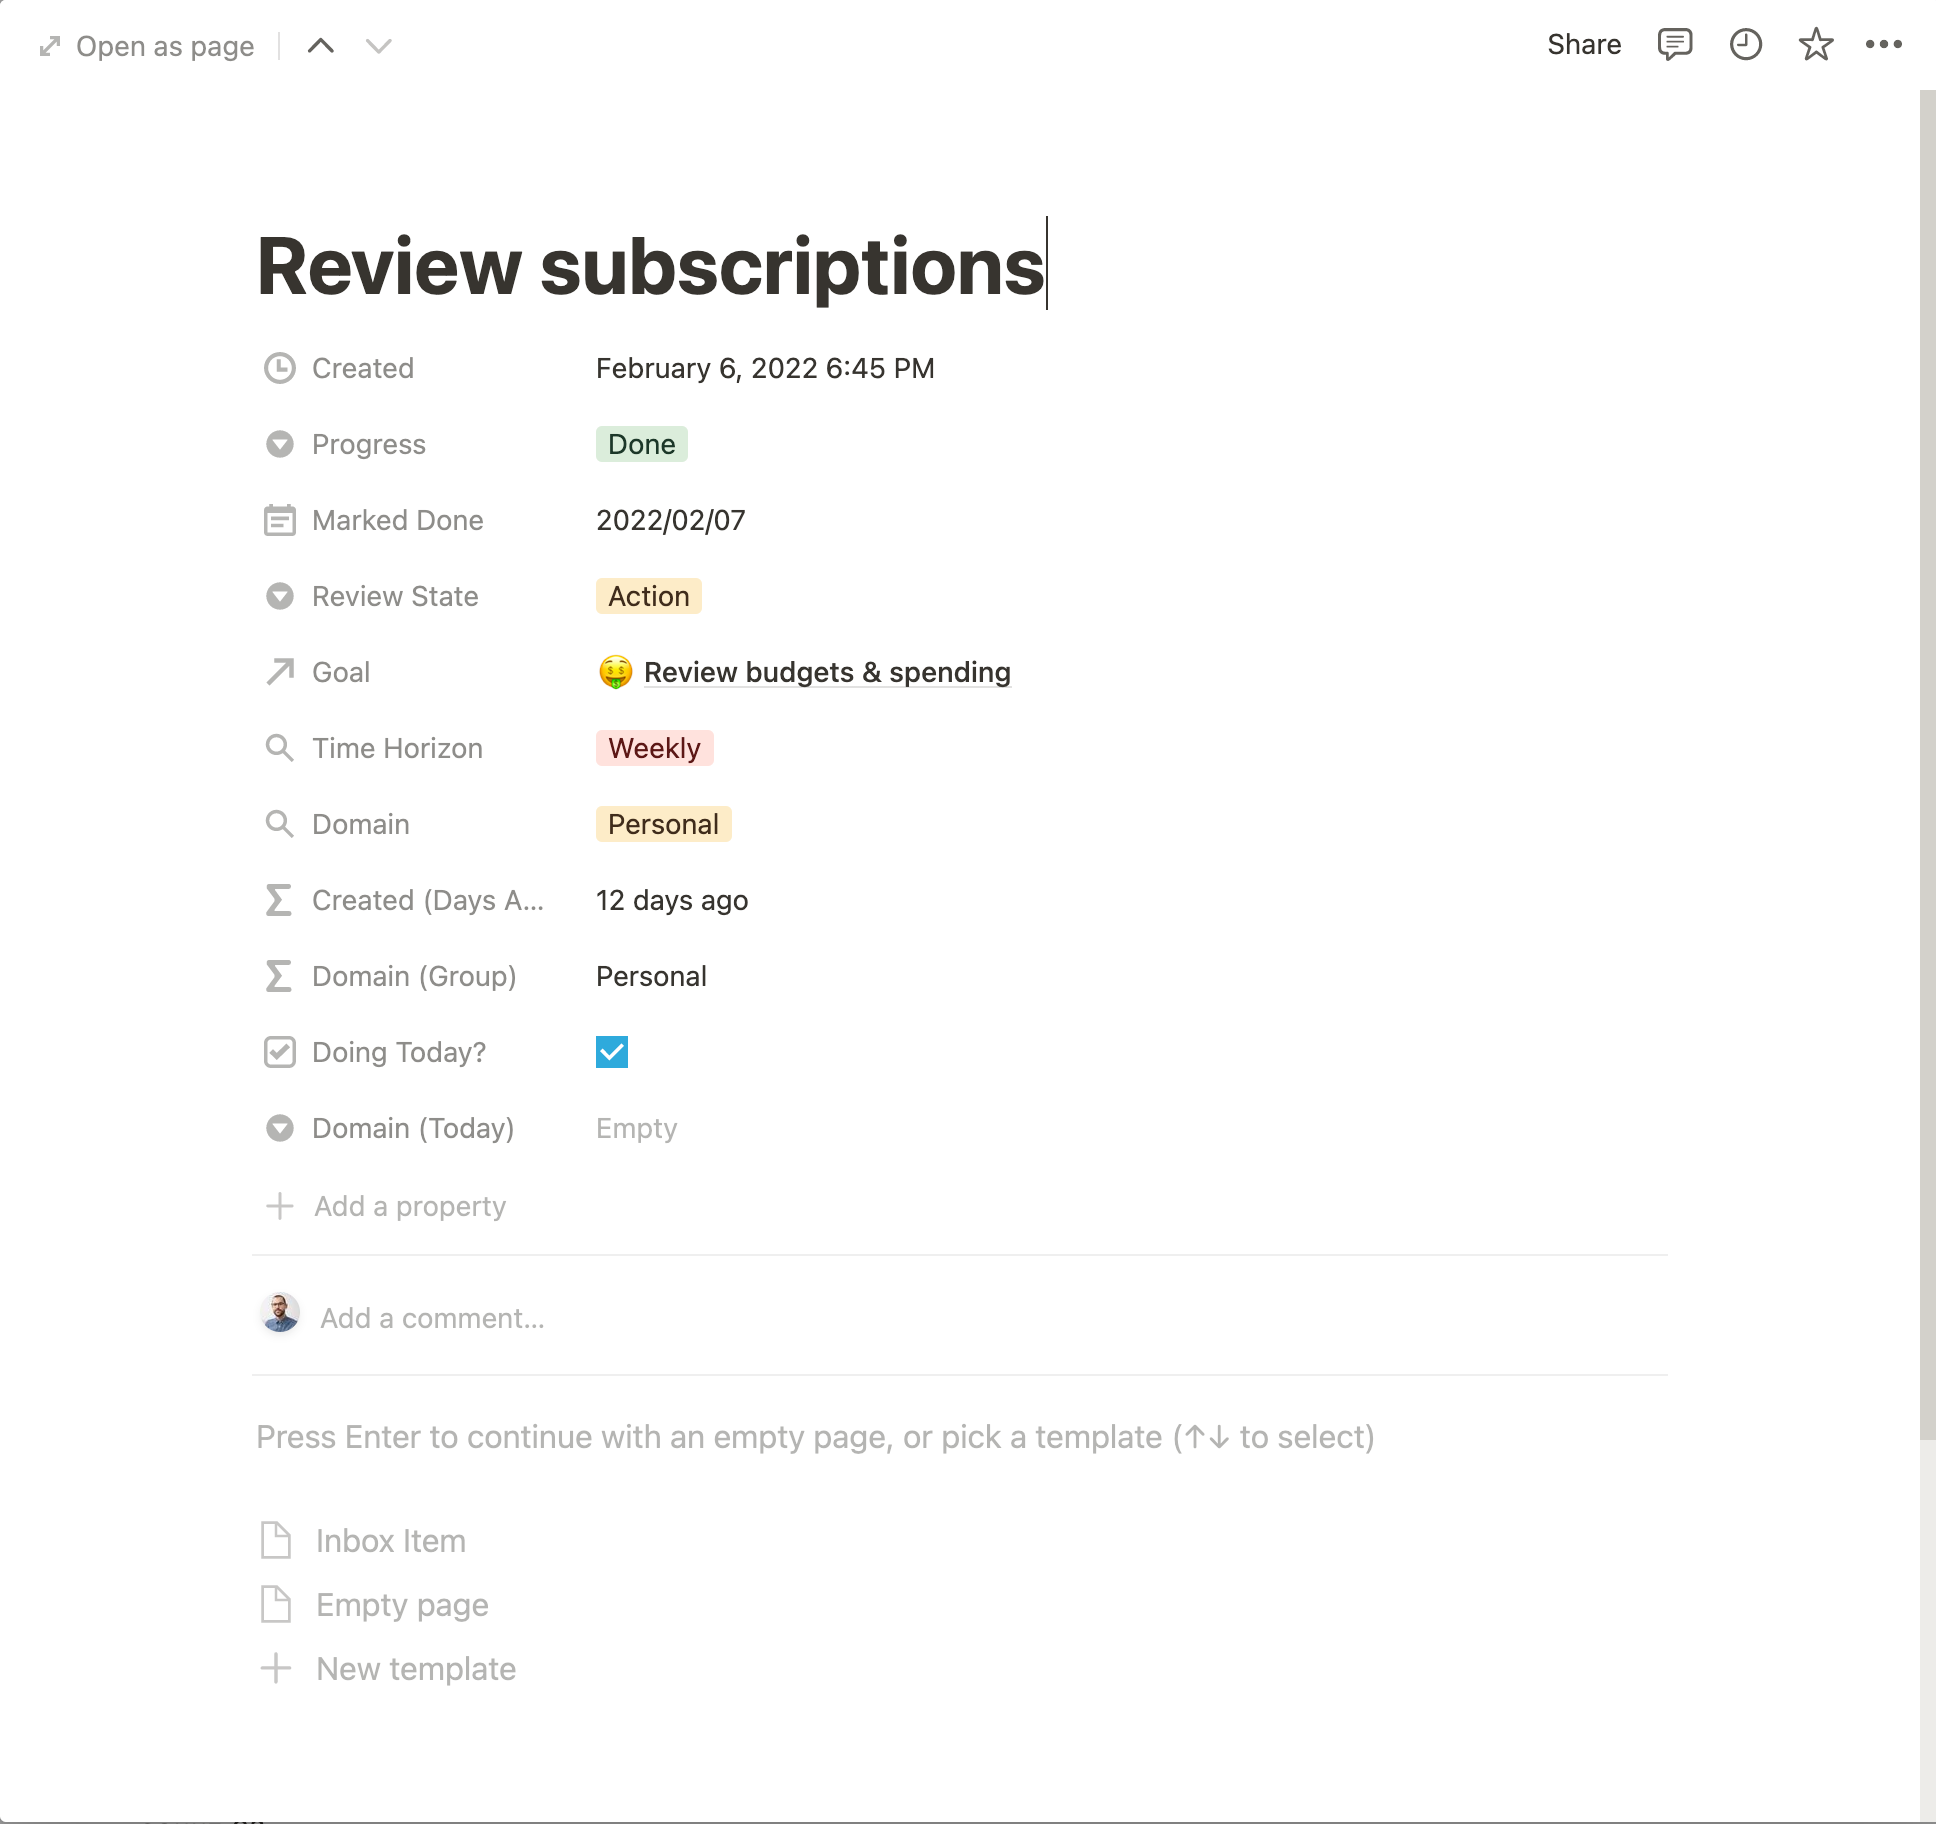 Open as page
Share
Review subscriptions
Created February 6, 2022 6:45 PM
Progress Done
Marked Done 2022/02/07
Review State Action
Goal 🤑 Review budgets & spending
Time Horizon Weekly
Domain Personal
Created (Days A... 12 days ago
Domain (Group) Personal
Doing Today?
Domain (Today) Empty
Add a property
Add a comment...
Press Enter to continue with an empty page, or pick a template (↑↓ to select)
Inbox Item
Empty page
New template